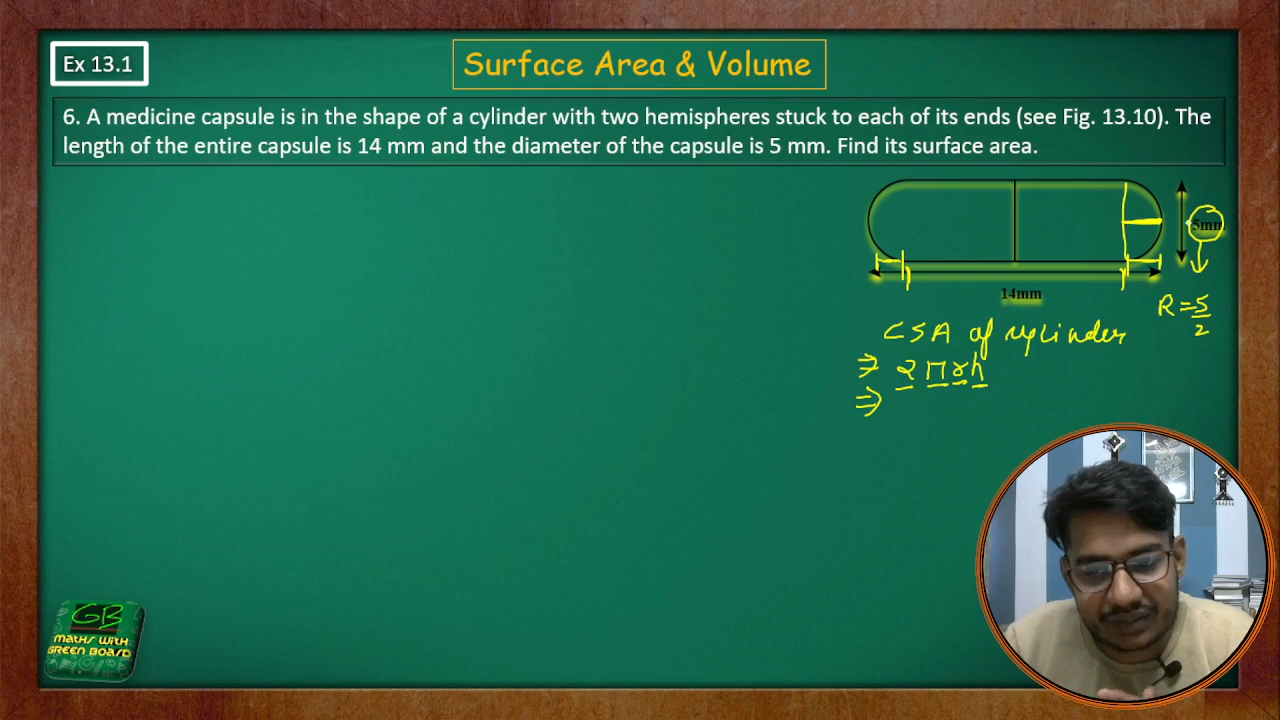 Ex 13.1
Surface Area & Volume
6. A medicine capsule is in the shape of a cylinder with two hemispheres stuck to each of its ends (see Fig. 13.10). The
length of the entire capsule is 14 mm and the diameter of the capsule is 5 mm. Find its surface area.
5mm
14mm
R=5/2
CSA of cylinder
⇒ 2πrh
⇒
GB
MATHS WITH
GREEN BOARD